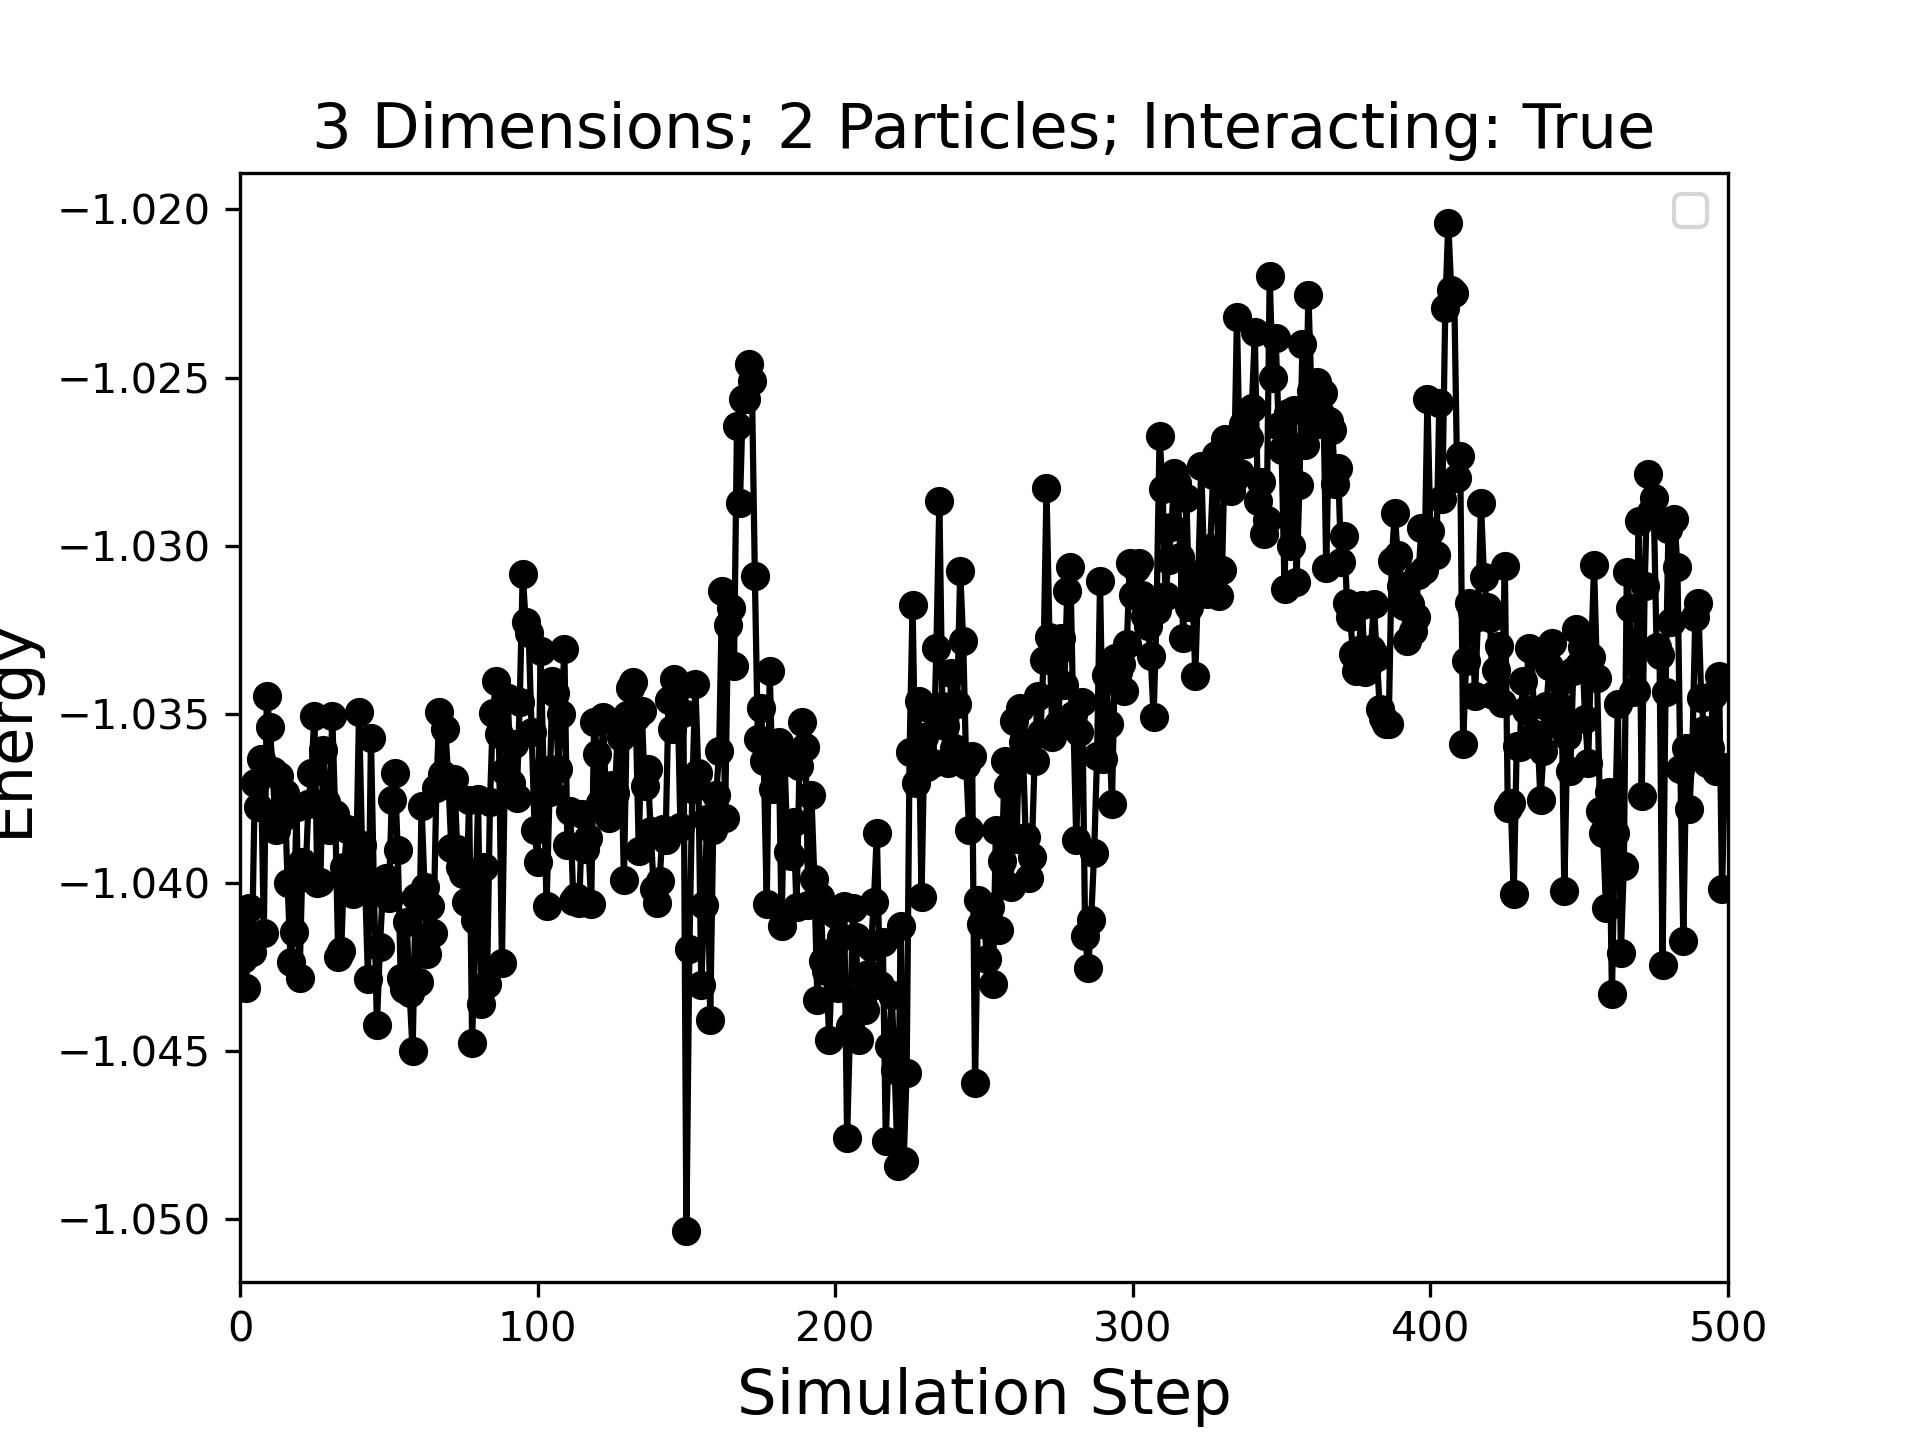 3 Dimensions; 2 Particles; Interacting: True
Energy
−1.020
−1.025
−1.030
−1.035
−1.040
−1.045
−1.050
0 100 200 300 400 500
Simulation Step